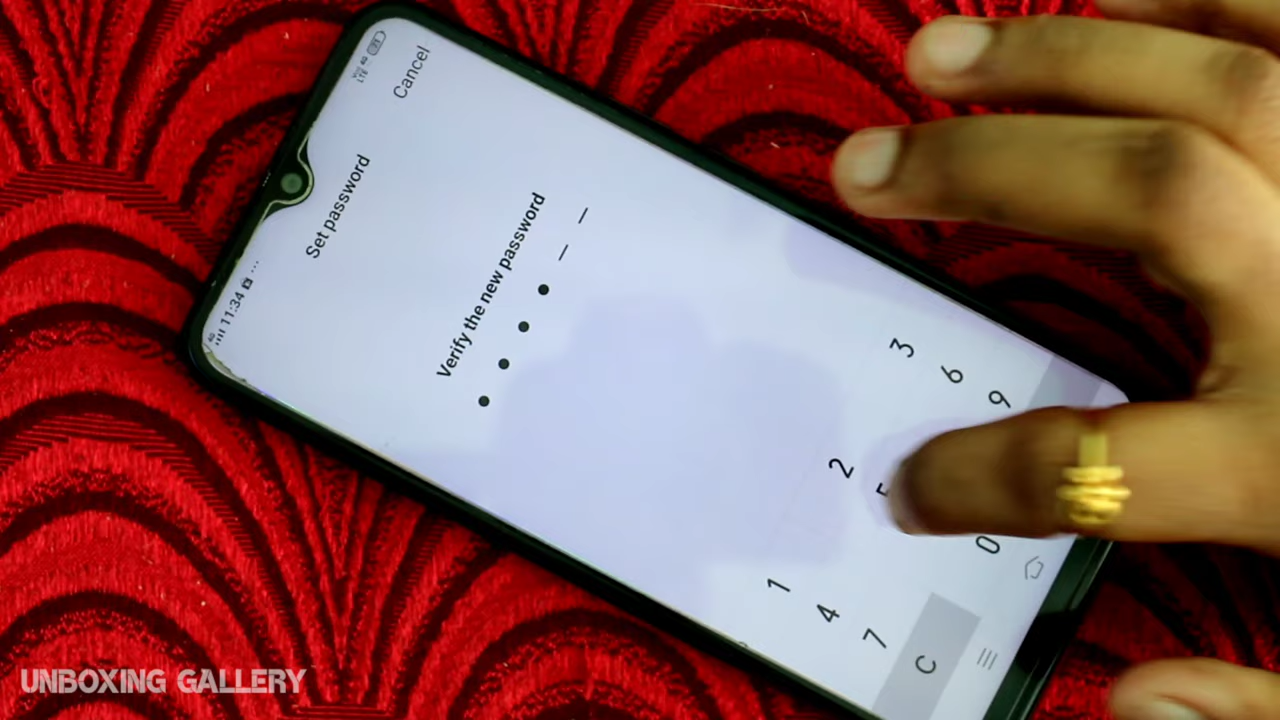 11:34
Set password
Cancel
Verify the new password
1 2 3
4 5 6
7 9
C 0
UNBOXING GALLERY